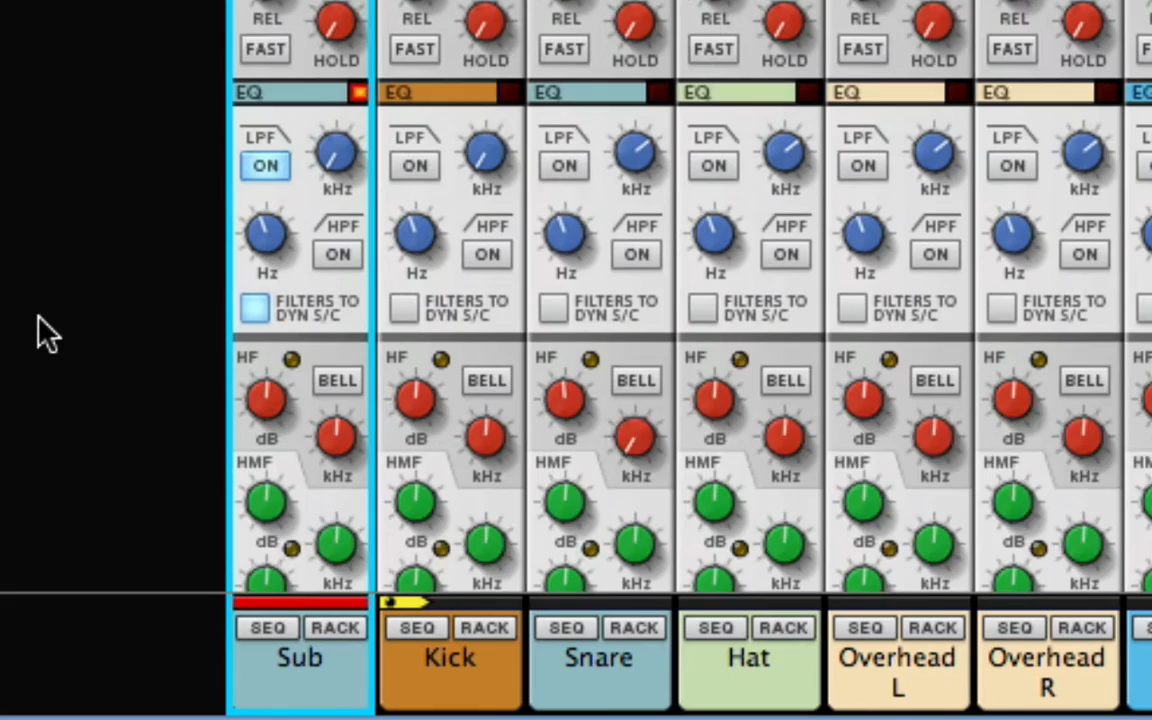 REL REL REL REL REL REL
FAST HOLD FAST HOLD FAST HOLD FAST HOLD FAST HOLD FAST HOLD
EQ EQ EQ EQ EQ EQ EQ
LPF LPF LPF LPF LPF LPF
ON ON ON ON ON ON
kHz kHz kHz kHz kHz kHz
HPF HPF HPF HPF HPF HPF
ON ON ON ON ON ON
Hz Hz Hz Hz Hz Hz
FILTERS TO FILTERS TO FILTERS TO FILTERS TO FILTERS TO FILTERS TO
DYN S/C DYN S/C DYN S/C DYN S/C DYN S/C DYN S/C
HF HF HF HF HF HF HF
BELL BELL BELL BELL BELL BELL
dB dB dB dB dB dB
HMF kHz HMF kHz HMF kHz HMF kHz HMF kHz HMF kHz
dB dB dB dB dB dB
kHz kHz kHz kHz kHz kHz
SEQ RACK SEQ RACK SEQ RACK SEQ RACK SEQ RACK SEQ RACK
Sub Kick Snare Hat Overhead Overhead
L R